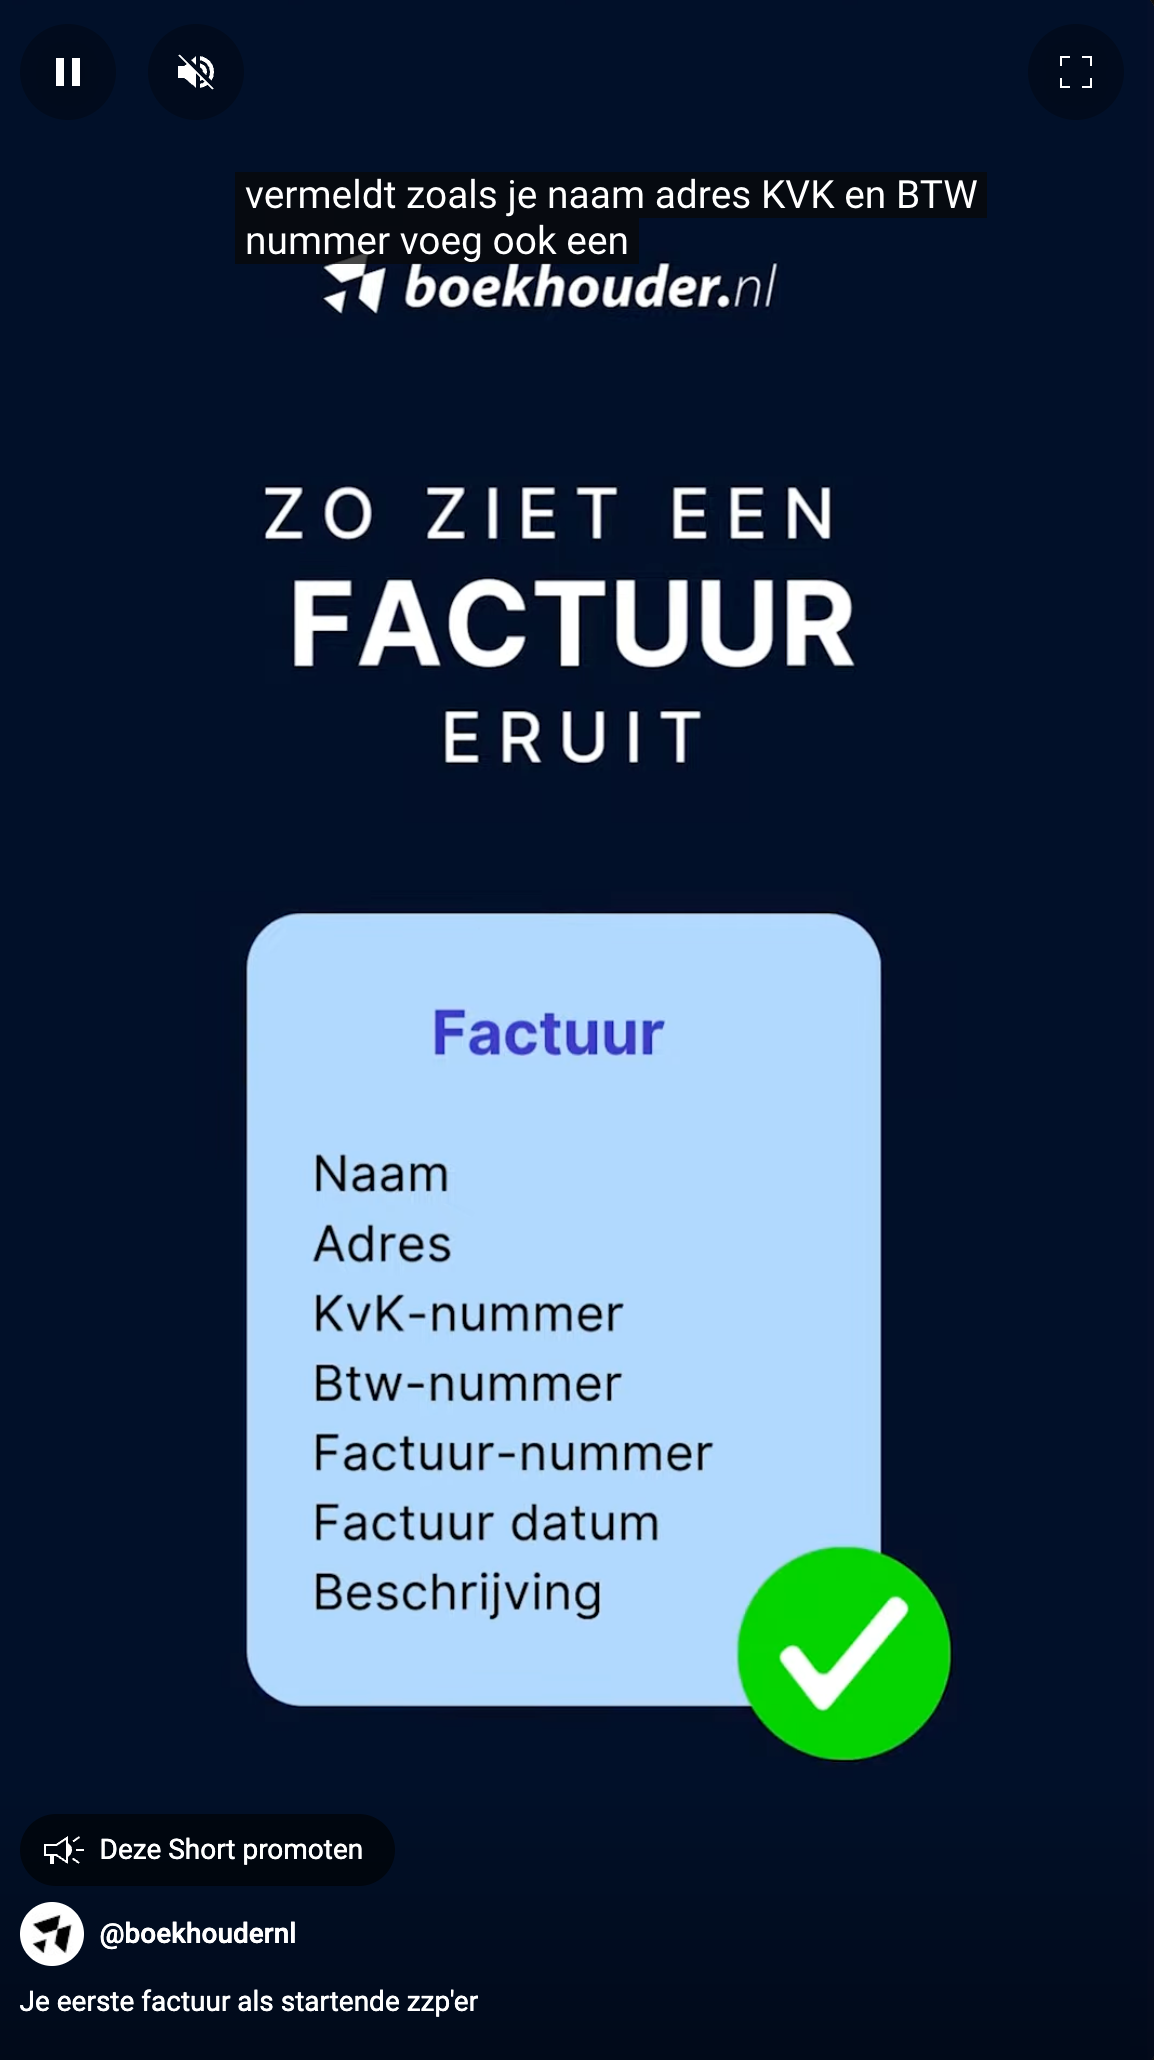 vermeldt zoals je naam adres KVK en BTW
nummer voeg ook een
boekhouder.nl
ZO ZIET EEN
FACTUUR
ERUIT
Factuur
Naam
Adres
KvK-nummer
Btw-nummer
Factuur-nummer
Factuur datum
Beschrijving
Deze Short promoten
@boekhoudernl
Je eerste factuur als startende zzp'er